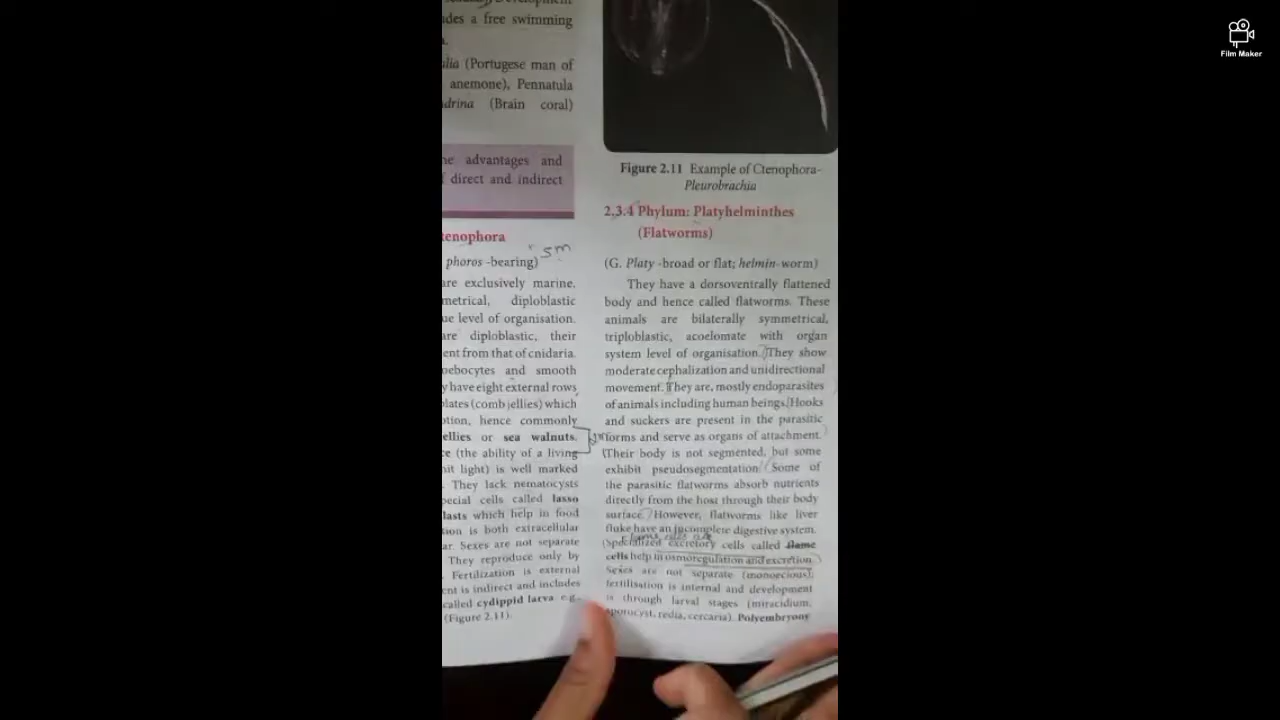 Film Maker
des a free swimming
lia (Portugese man of
anemone), Pennatula
drina (Brain coral)
he advantages and
direct and indirect
tenophora
phoros -bearing)
are exclusively marine,
metrical, diploblastic
ue level of organisation.
are diploblastic, their
ent from that of cnidaria.
oebocytes and smooth
y have eight external rows
lates (comb jellies) which
otion, hence commonly
ellies or sea walnuts.
ce (the ability of a living
nit light) is well marked
. They lack nematocysts
pecial cells called lasso
lasts which help in food
tion is both extracellular
ar. Sexes are not separate
They reproduce only by
. Fertilization is external
ent is indirect and includes
called cydippid larva. e.g.,
(Figure 2.11).
Figure 2.11 Example of Ctenophora-
Pleurobrachia
2.3.4 Phylum: Platyhelminthes
(Flatworms)
(G. Platy -broad or flat; helmin-worm)
They have a dorsoventrally flattened
body and hence called flatworms. These
animals are bilaterally symmetrical,
triploblastic, acoelomate with organ
system level of organisation. They show
moderate cephalization and unidirectional
movement. They are, mostly endoparasites
of animals including human beings. Hooks
and suckers are present in the parasitic
forms and serve as organs of attachment.
Their body is not segmented, but some
exhibit pseudosegmentation. Some of
the parasitic flatworms absorb nutrients
directly from the host through their body
surface. However, flatworms like liver
fluke have an incomplete digestive system.
Specialized excretory cells called flame
cells help in osmoregulation and excretion.
Sexes are not separate (monoecious);
fertilisation is internal and development
is through larval stages (miracidium,
sporocyst, redia, cercaria). Polyembryony